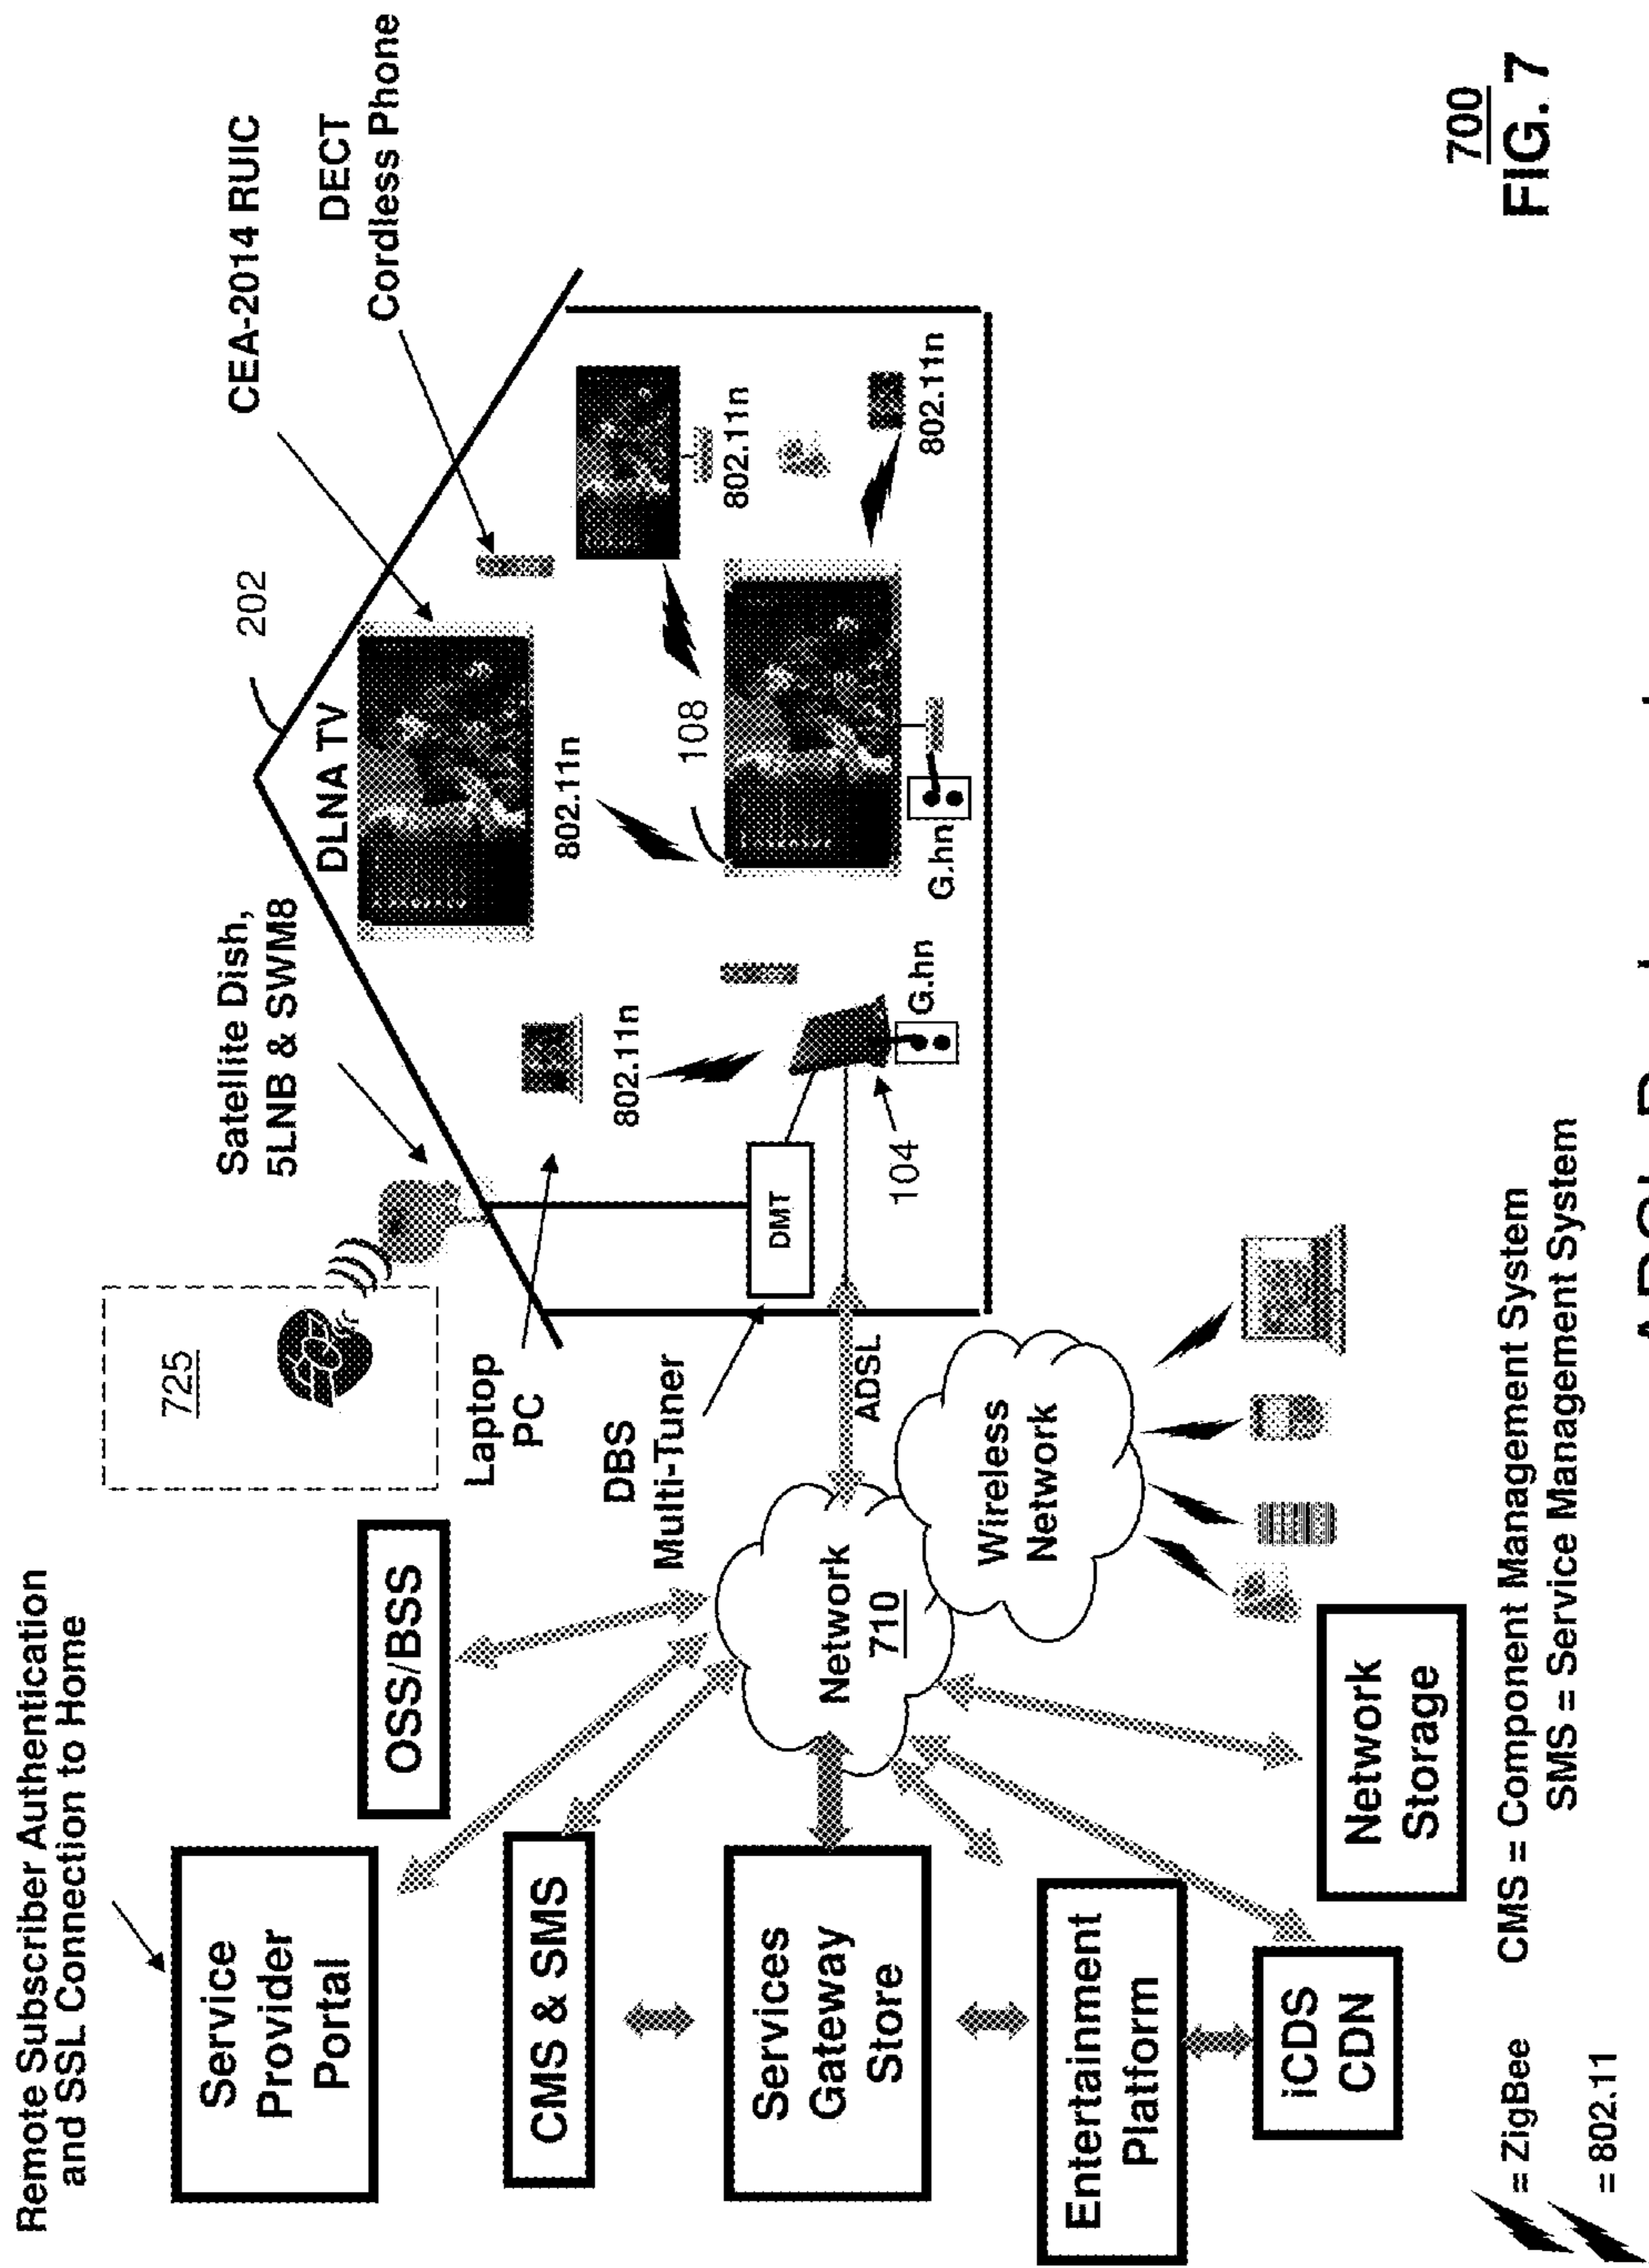 Remote Subscriber Authentication
and SSL Connection to Home
Service
Provider
Portal
OSS/BSS
725
Satellite Dish,
5LNB & SWM8
202
CEA-2014 RUIC
DECT
Cordless Phone
DLNA TV
CMS & SMS
Laptop
PC
802.11n
802.11n
DBS
Multi-Tuner
DMT
108
802.11n
Services
Gateway
Store
Network
710
ADSL
104
G.hn
G.hn
802.11n
Entertainment
Platform
Wireless
Network
iCDS
CDN
Network
Storage
= ZigBee
CMS = Component Management System
SMS = Service Management System
= 802.11
700
FIG. 7